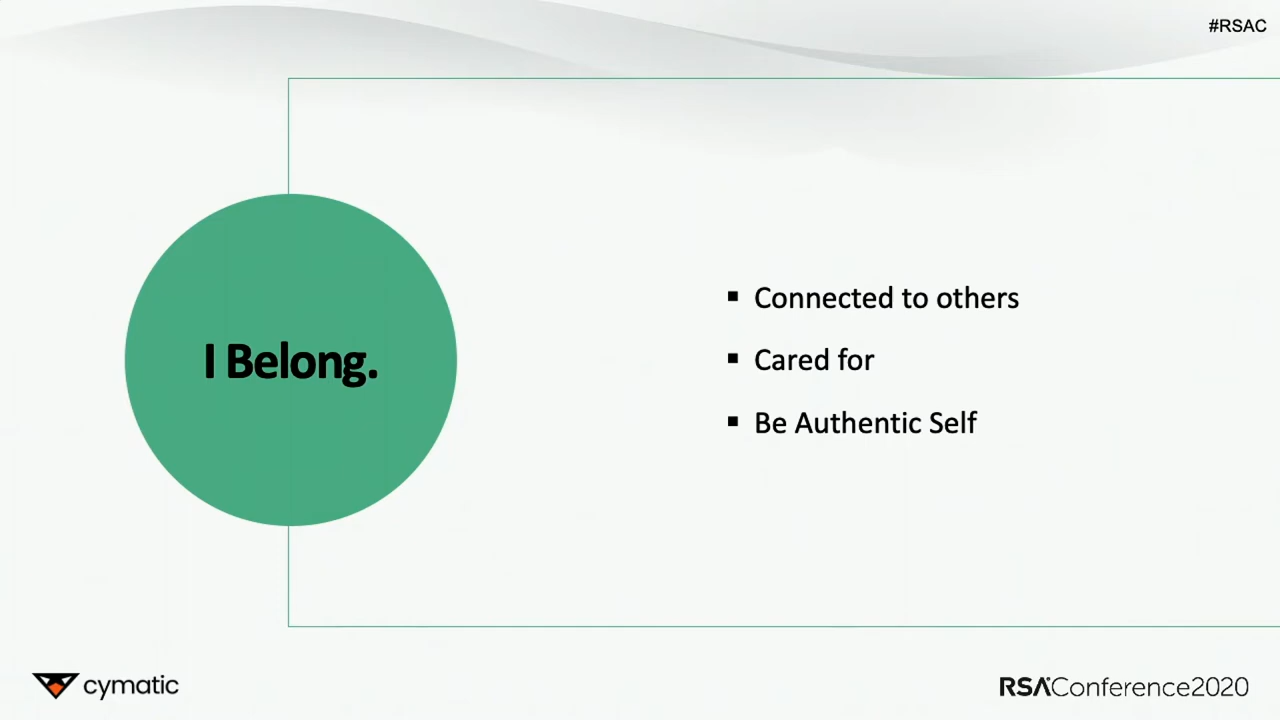 #RSAC
I Belong.
▪ Connected to others
▪ Cared for
▪ Be Authentic Self
cymatic
RSAConference2020